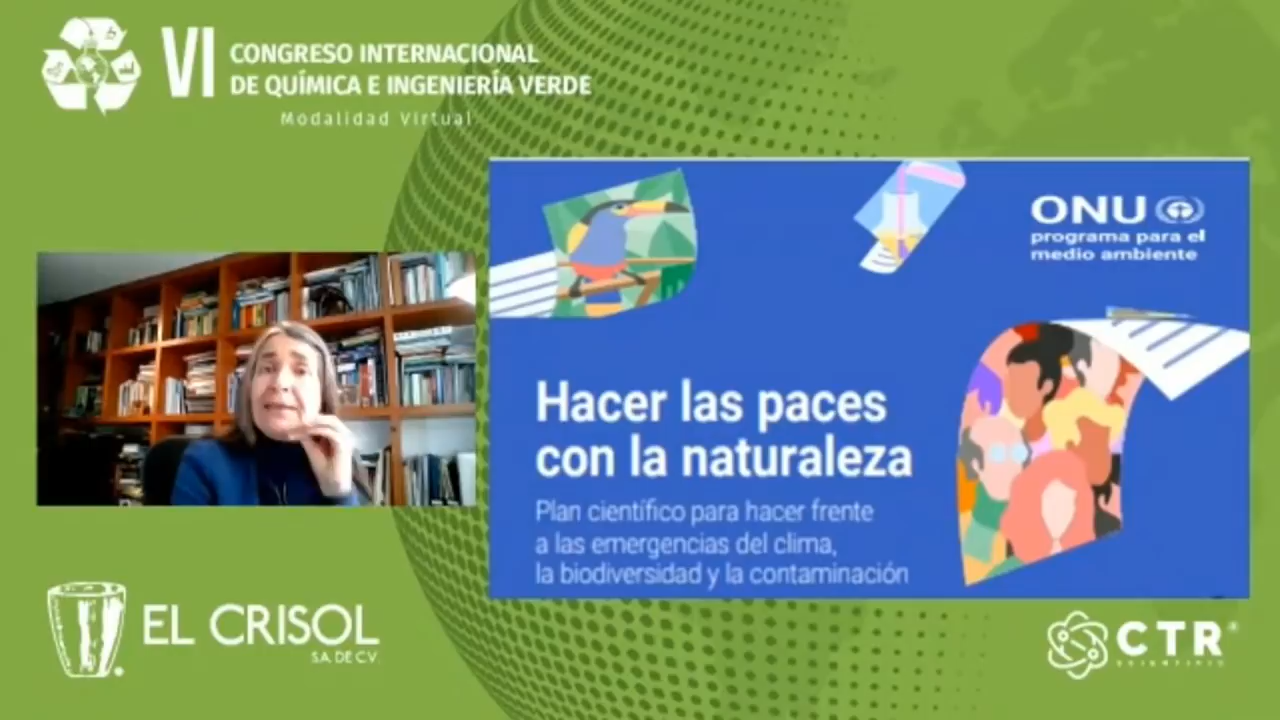 VI
CONGRESO INTERNACIONAL
DE QUÍMICA E INGENIERÍA VERDE
Modalidad Virtual
ONU
programa para el
medio ambiente
Hacer las paces
con la naturaleza
Plan científico para hacer frente
a las emergencias del clima,
la biodiversidad y la contaminación
EL CRISOL
S.A. DE C.V.
CTR
SCIENTIFIC